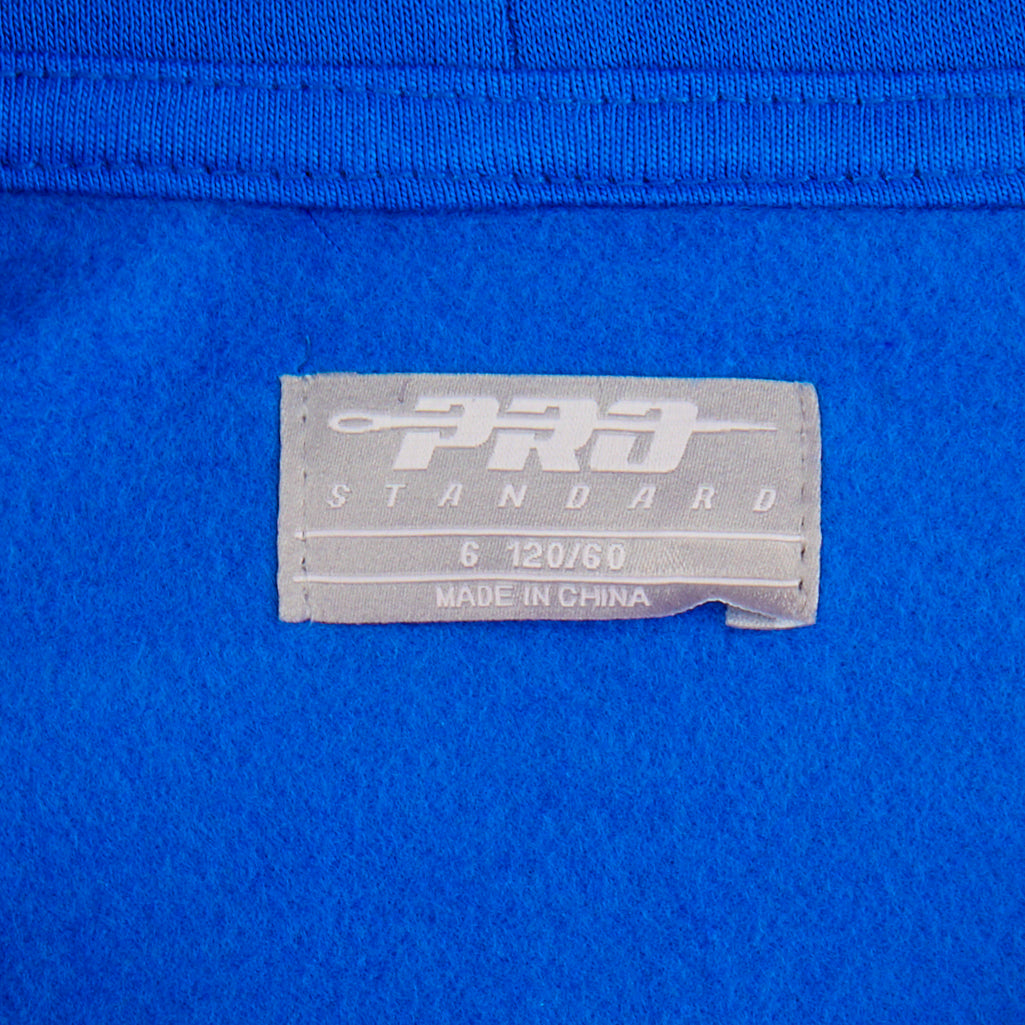 PRO
STANDARD
6 120/60
MADE IN CHINA